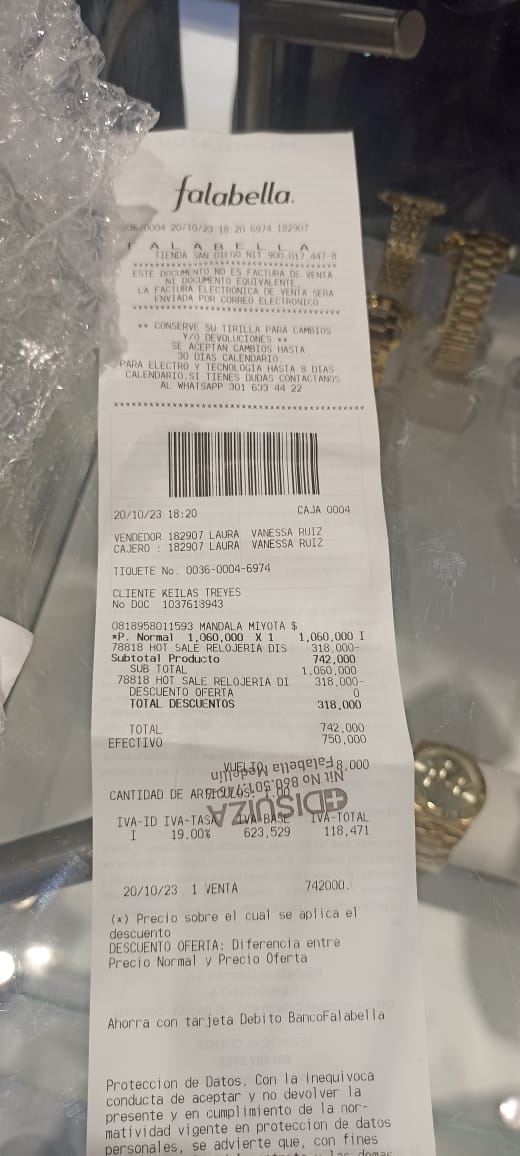 falabella.
36/0004 20/10/23 18:20 6974 182907
F A L A B E L L A
TIENDA SAN DIEGO NIT 900.017.447-8
************************************
ESTE DOCUMENTO NO ES FACTURA DE VENTA
NI DOCUMENTO EQUIVALENTE.
LA FACTURA ELECTRONICA DE VENTA SERA
ENVIADA POR CORREO ELECTRONICO
************************************
** CONSERVE SU TIRILLA PARA CAMBIOS
Y/O DEVOLUCIONES **
SE ACEPTAN CAMBIOS HASTA
30 DIAS CALENDARIO.
PARA ELECTRO Y TECNOLOGIA HASTA 8 DIAS
CALENDARIO.SI TIENES DUDAS CONTACTANOS
AL WHATSAPP 301 633 44 22
****************************************
20/10/23 18:20 CAJA 0004
VENDEDOR 182907 LAURA VANESSA RUIZ
CAJERO : 182907 LAURA VANESSA RUIZ
TIQUETE No. 0036-0004-6974
CLIENTE KEILAS TREYES
No DOC 1037613943
0818958011593 MANDALA MIYOTA $
*P. Normal 1,060,000 X 1 1,060,000 I
78818 HOT SALE RELOJERIA DIS 318,000-
Subtotal Producto 742,000
SUB TOTAL 1,060,000
78818 HOT SALE RELOJERIA DI 318,000-
DESCUENTO OFERTA 0
TOTAL DESCUENTOS 318,000
TOTAL 742,000
EFECTIVO 750,000
VUELTO 8,000
Falabella Medellín
Nit No 860.501.
CANTIDAD DE ARTICULOS: 1.00
DISUIZA
IVA-ID IVA-TASA IVA-BASE IVA-TOTAL
I 19.00% 623,529 118,471
20/10/23 1 VENTA 742000.
(*) Precio sobre el cual se aplica el
descuento
DESCUENTO OFERTA: Diferencia entre
Precio Normal y Precio Oferta
Ahorra con tarjeta Debito BancoFalabella
Proteccion de Datos. Con la inequivoca
conducta de aceptar y no devolver la
presente y en cumplimiento de la nor-
matividad vigente en proteccion de datos
personales, se advierte que, con fines